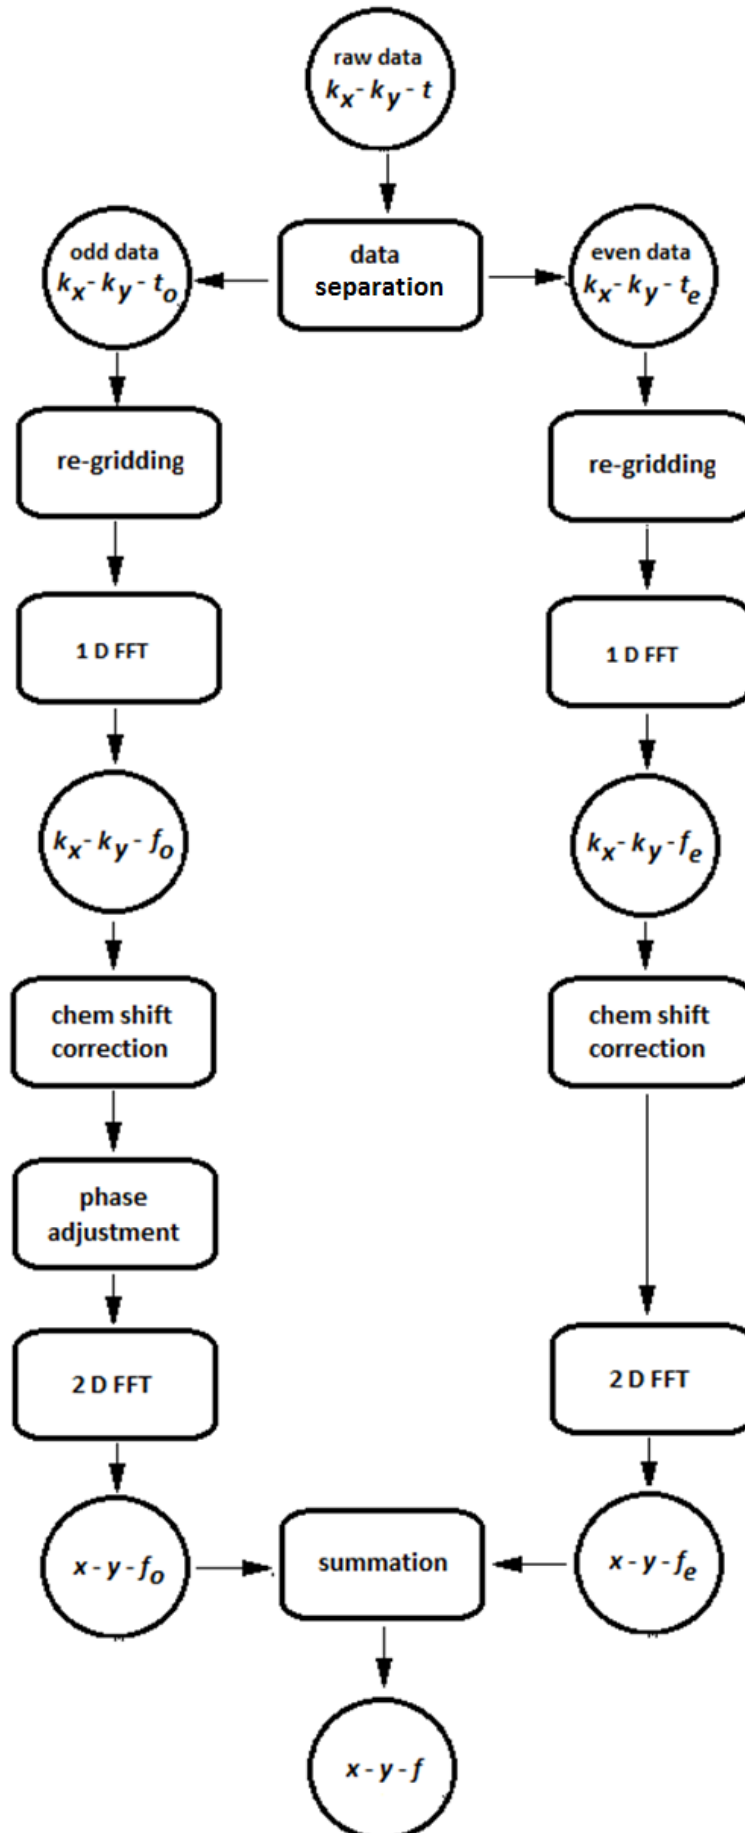 raw data
kx- ky - t
data
separation
odd data
kx- ky - to
even data
kx- ky - te
re-gridding
re-gridding
1 D FFT
1 D FFT
kx- ky - fo
kx- ky - fe
chem shift
correction
chem shift
correction
phase
adjustment
2 D FFT
2 D FFT
x - y - fo
summation
x - y - fe
x - y - f